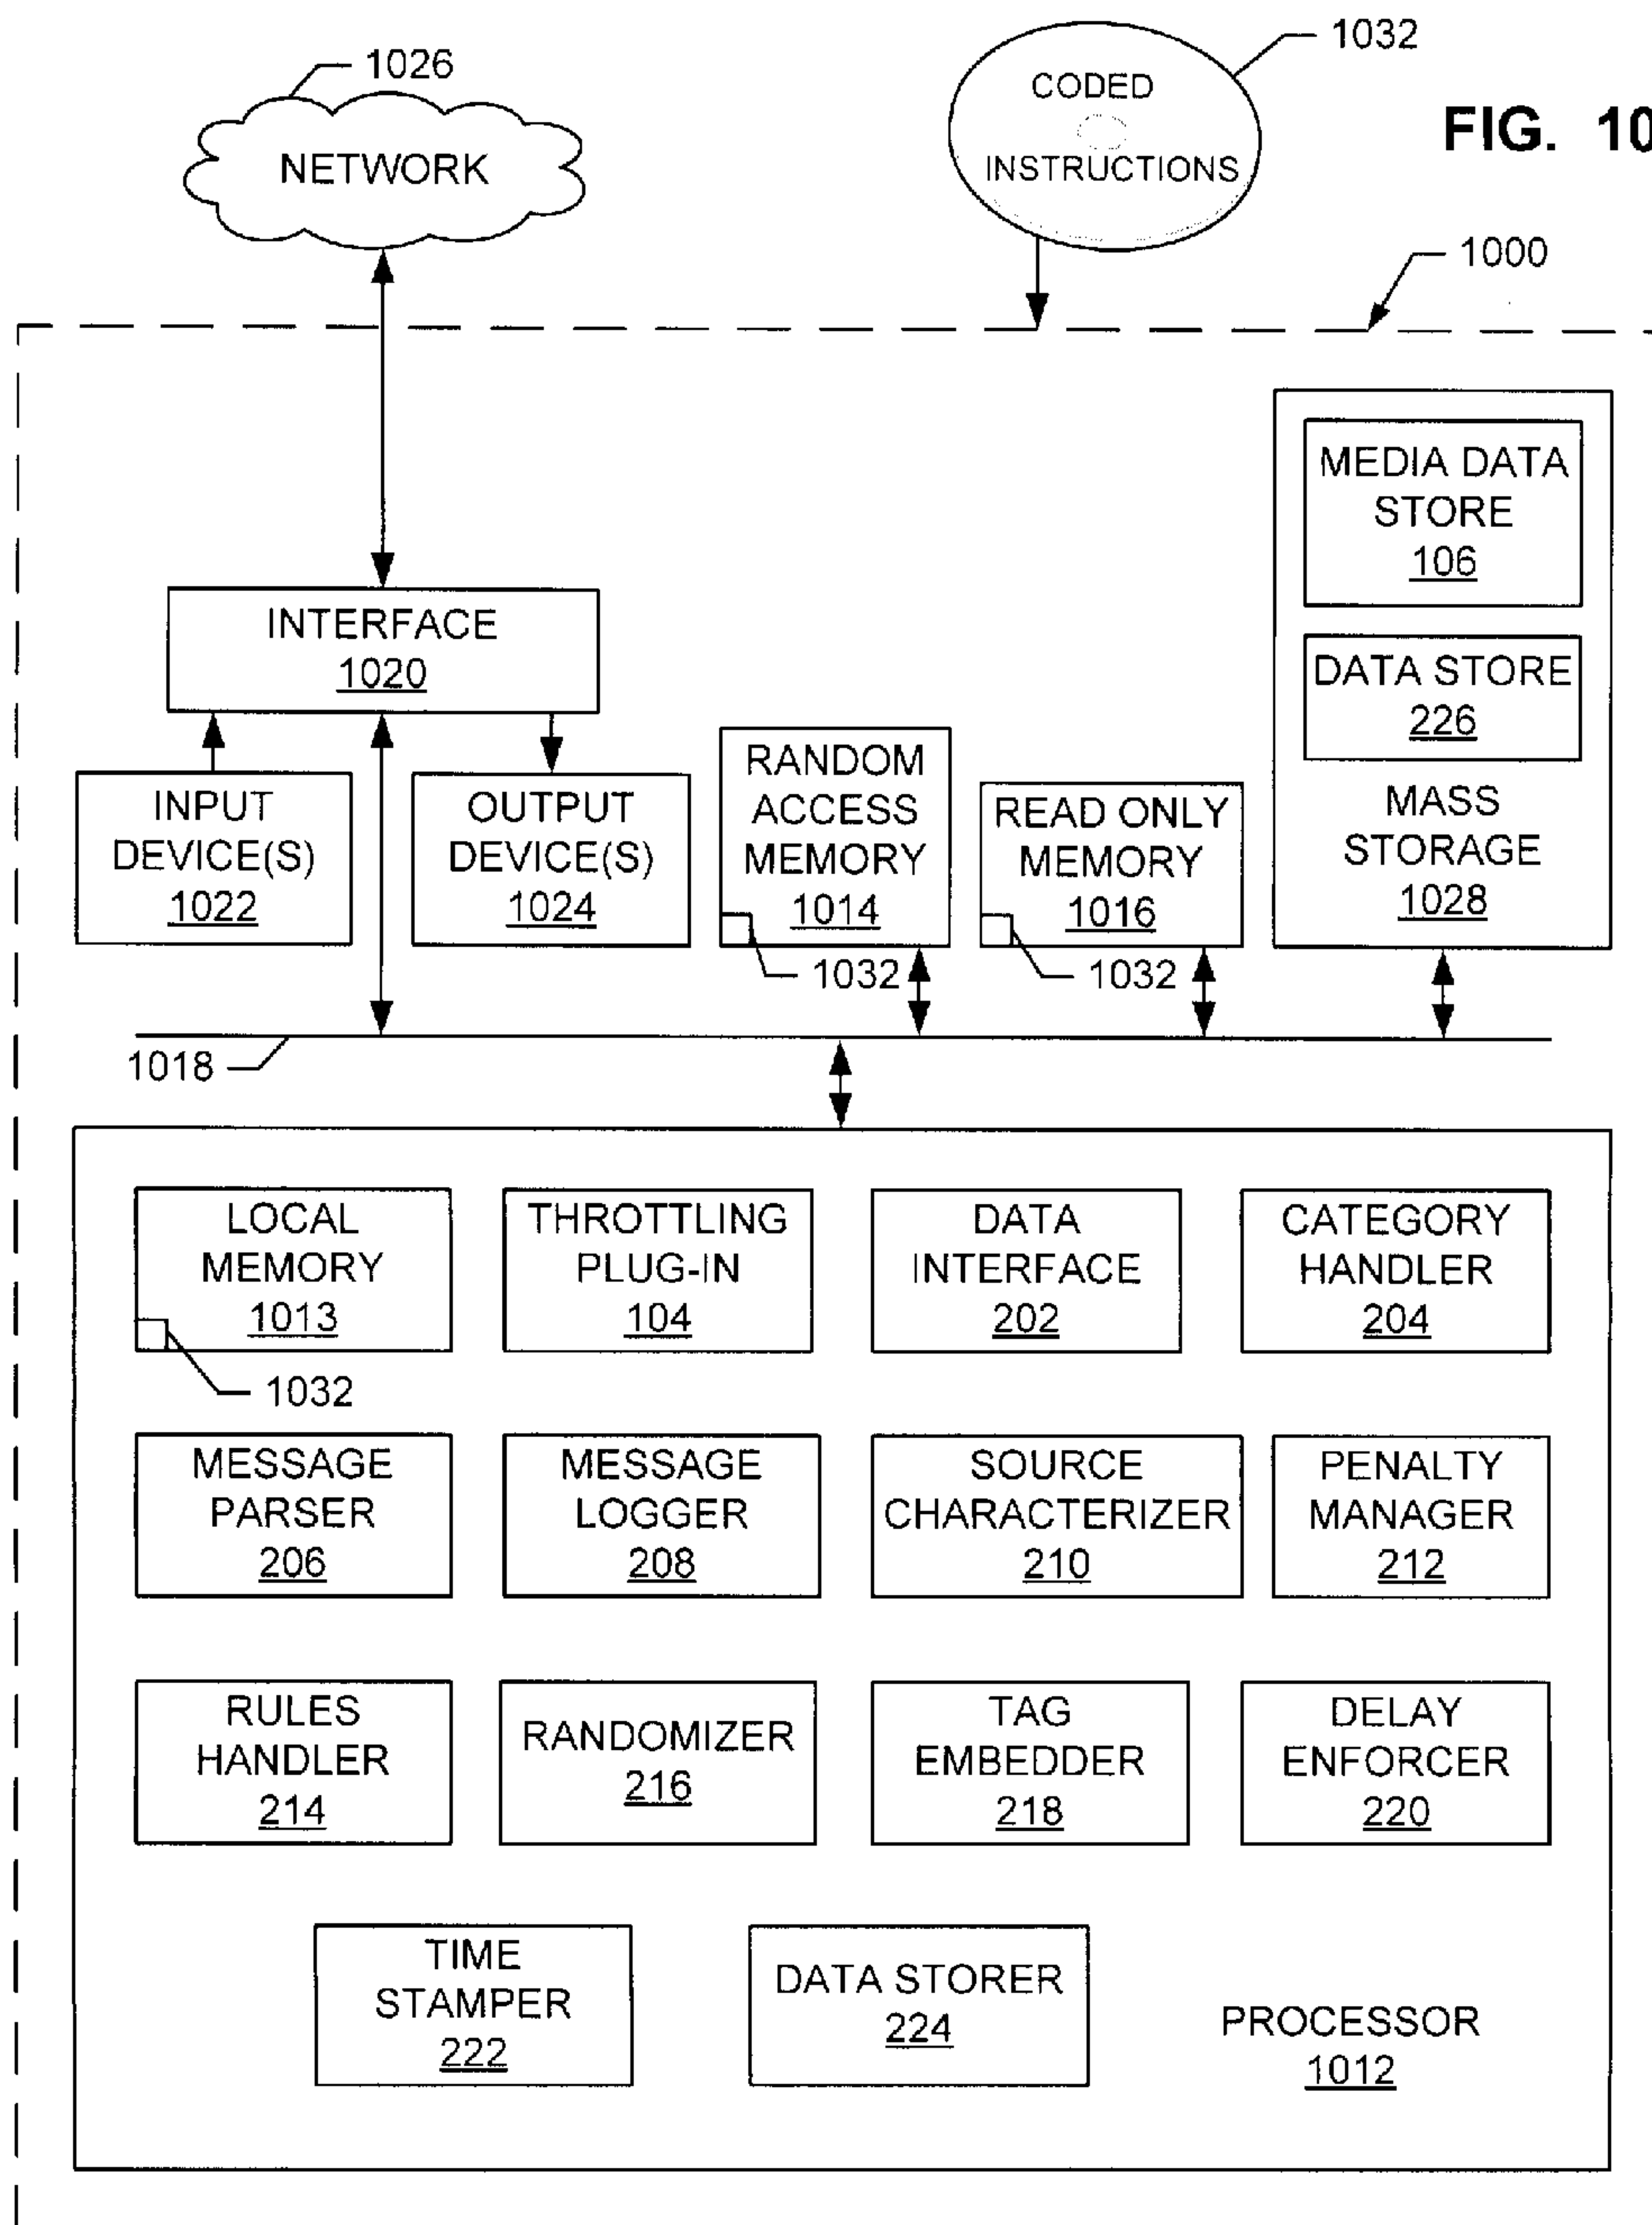 1026
1032
CODED
INSTRUCTIONS
FIG. 10
NETWORK
1000
MEDIA DATA
STORE
106
DATA STORE
226
MASS
STORAGE
1028
INTERFACE
1020
INPUT
DEVICE(S)
1022
OUTPUT
DEVICE(S)
1024
RANDOM
ACCESS
MEMORY
1014
READ ONLY
MEMORY
1016
1032
1032
1018
LOCAL
MEMORY
1013
1032
THROTTLING
PLUG-IN
104
DATA
INTERFACE
202
CATEGORY
HANDLER
204
MESSAGE
PARSER
206
MESSAGE
LOGGER
208
SOURCE
CHARACTERIZER
210
PENALTY
MANAGER
212
RULES
HANDLER
214
RANDOMIZER
216
TAG
EMBEDDER
218
DELAY
ENFORCER
220
TIME
STAMPER
222
DATA STORER
224
PROCESSOR
1012